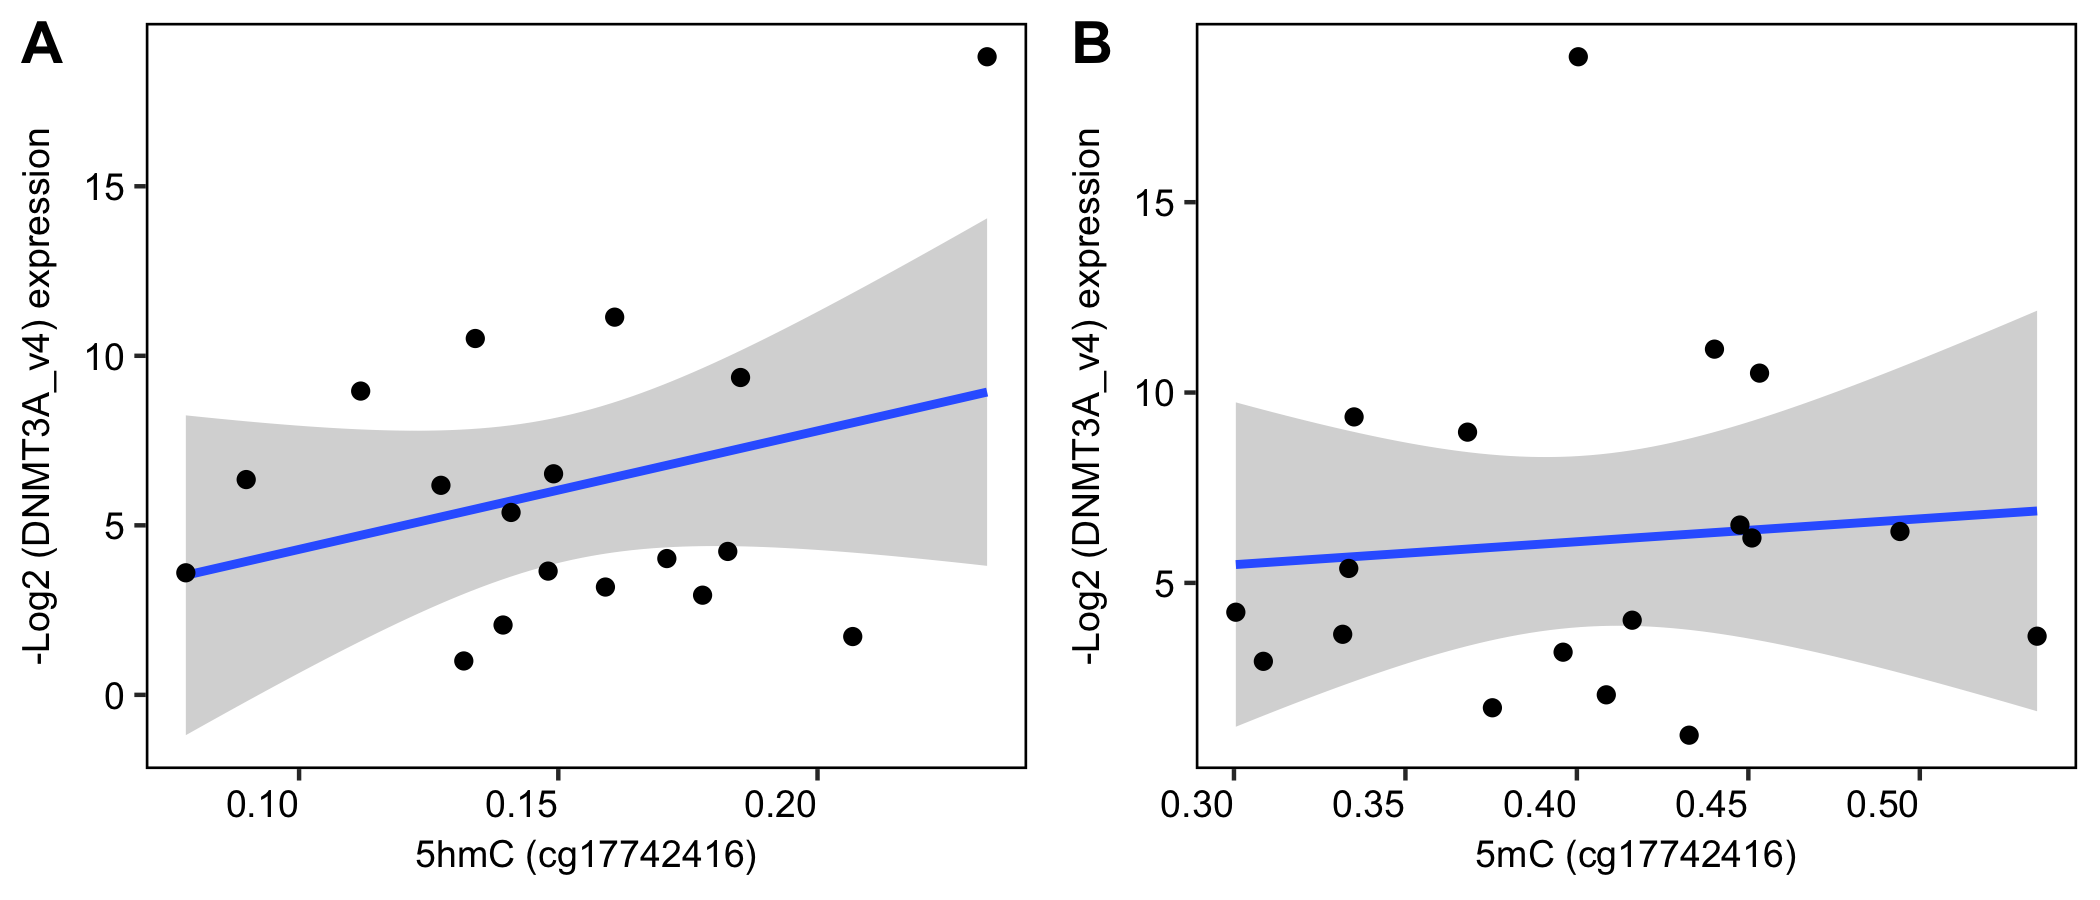 A
-Log2 (DNMT3A_v4) expression
15
10
5
0
0.10 0.15 0.20
5hmC (cg17742416)
B
-Log2 (DNMT3A_v4) expression
15
10
5
0.30 0.35 0.40 0.45 0.50
5mC (cg17742416)